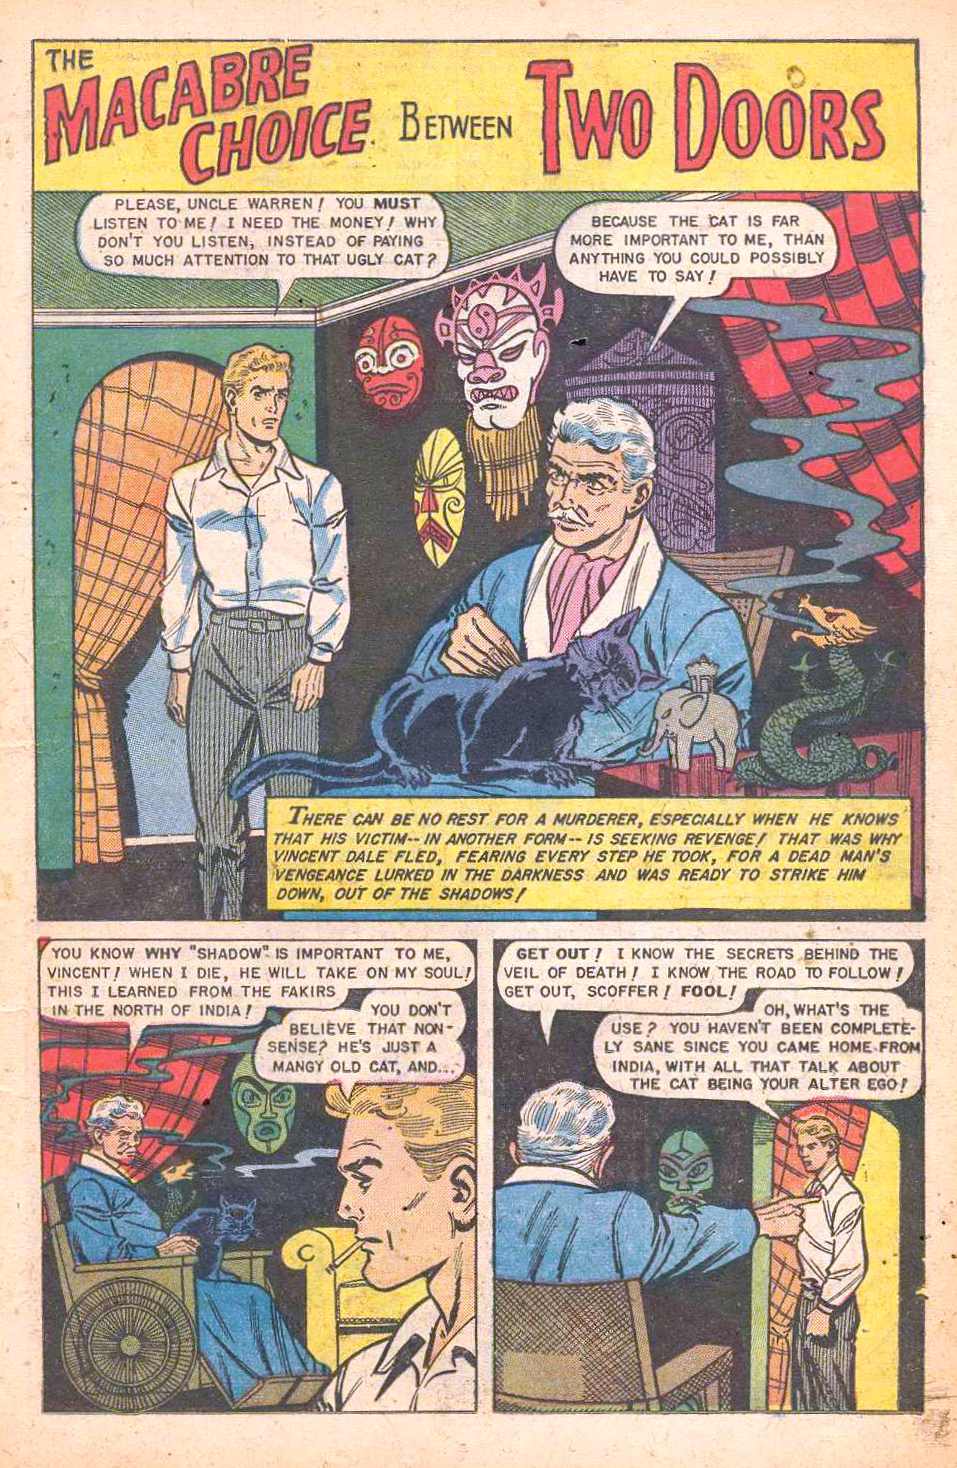 THE
MACABRE
CHOICE
BETWEEN
TWO DOORS
PLEASE, UNCLE WARREN! YOU MUST
LISTEN TO ME! I NEED THE MONEY! WHY
DON'T YOU LISTEN, INSTEAD OF PAYING
SO MUCH ATTENTION TO THAT UGLY CAT?
BECAUSE THE CAT IS FAR
MORE IMPORTANT TO ME, THAN
ANYTHING YOU COULD POSSIBLY
HAVE TO SAY!
THERE CAN BE NO REST FOR A MURDERER, ESPECIALLY WHEN HE KNOWS
THAT HIS VICTIM-- IN ANOTHER FORM-- IS SEEKING REVENGE! THAT WAS WHY
VINCENT DALE FLED, FEARING EVERY STEP HE TOOK, FOR A DEAD MAN'S
VENGEANCE LURKED IN THE DARKNESS AND WAS READY TO STRIKE HIM
DOWN, OUT OF THE SHADOWS!
YOU KNOW WHY "SHADOW" IS IMPORTANT TO ME,
VINCENT! WHEN I DIE, HE WILL TAKE ON MY SOUL!
THIS I LEARNED FROM THE FAKIRS
IN THE NORTH OF INDIA!
YOU DON'T
BELIEVE THAT NON-
SENSE? HE'S JUST A
MANGY OLD CAT, AND...
GET OUT! I KNOW THE SECRETS BEHIND THE
VEIL OF DEATH! I KNOW THE ROAD TO FOLLOW!
GET OUT, SCOFFER! FOOL!
OH, WHAT'S THE
USE? YOU HAVEN'T BEEN COMPLETE-
LY SANE SINCE YOU CAME HOME FROM
INDIA, WITH ALL THAT TALK ABOUT
THE CAT BEING YOUR ALTER EGO!